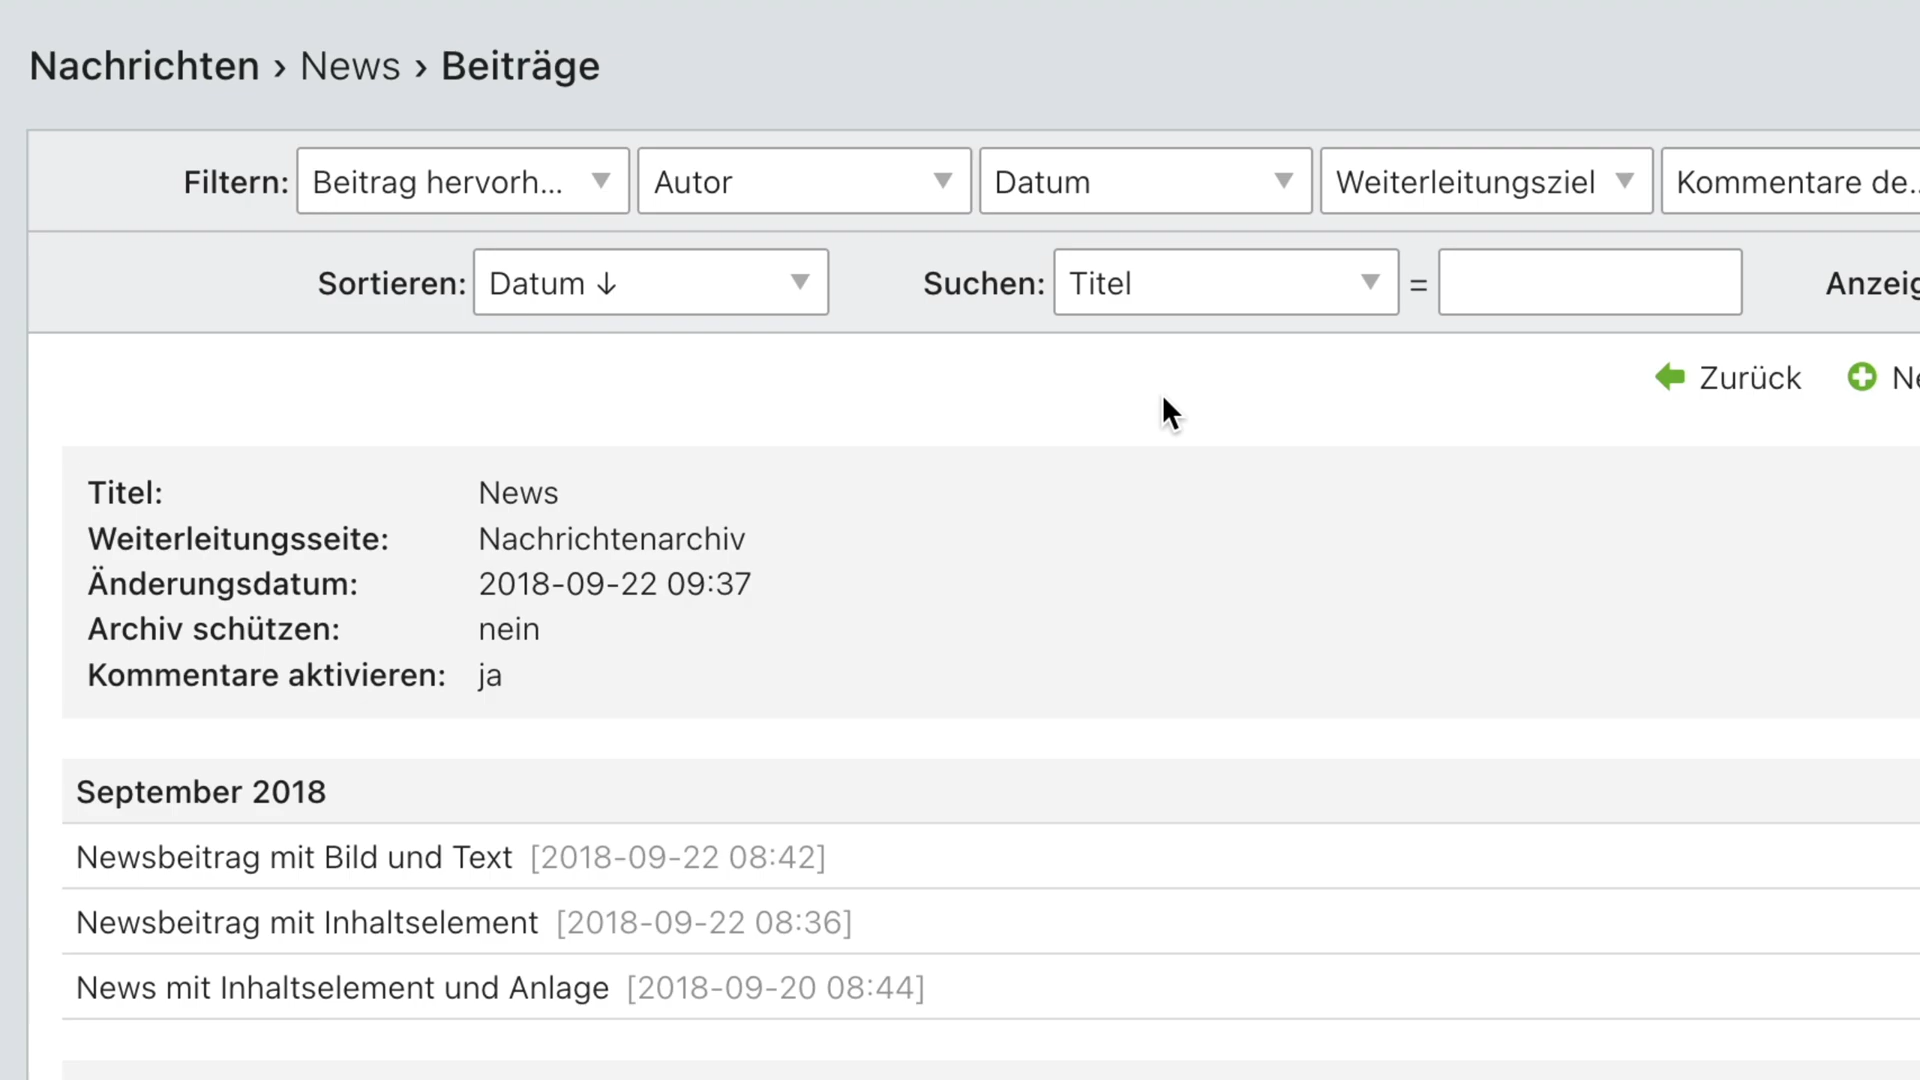 Nachrichten › News › Beiträge
Filtern: Beitrag hervorh... Autor Datum Weiterleitungsziel Kommentare de..
Sortieren: Datum ↓ Suchen: Titel =
Zurück
Titel: News
Weiterleitungsseite: Nachrichtenarchiv
Änderungsdatum: 2018-09-22 09:37
Archiv schützen: nein
Kommentare aktivieren: ja
September 2018
Newsbeitrag mit Bild und Text [2018-09-22 08:42]
Newsbeitrag mit Inhaltselement [2018-09-22 08:36]
News mit Inhaltselement und Anlage [2018-09-20 08:44]